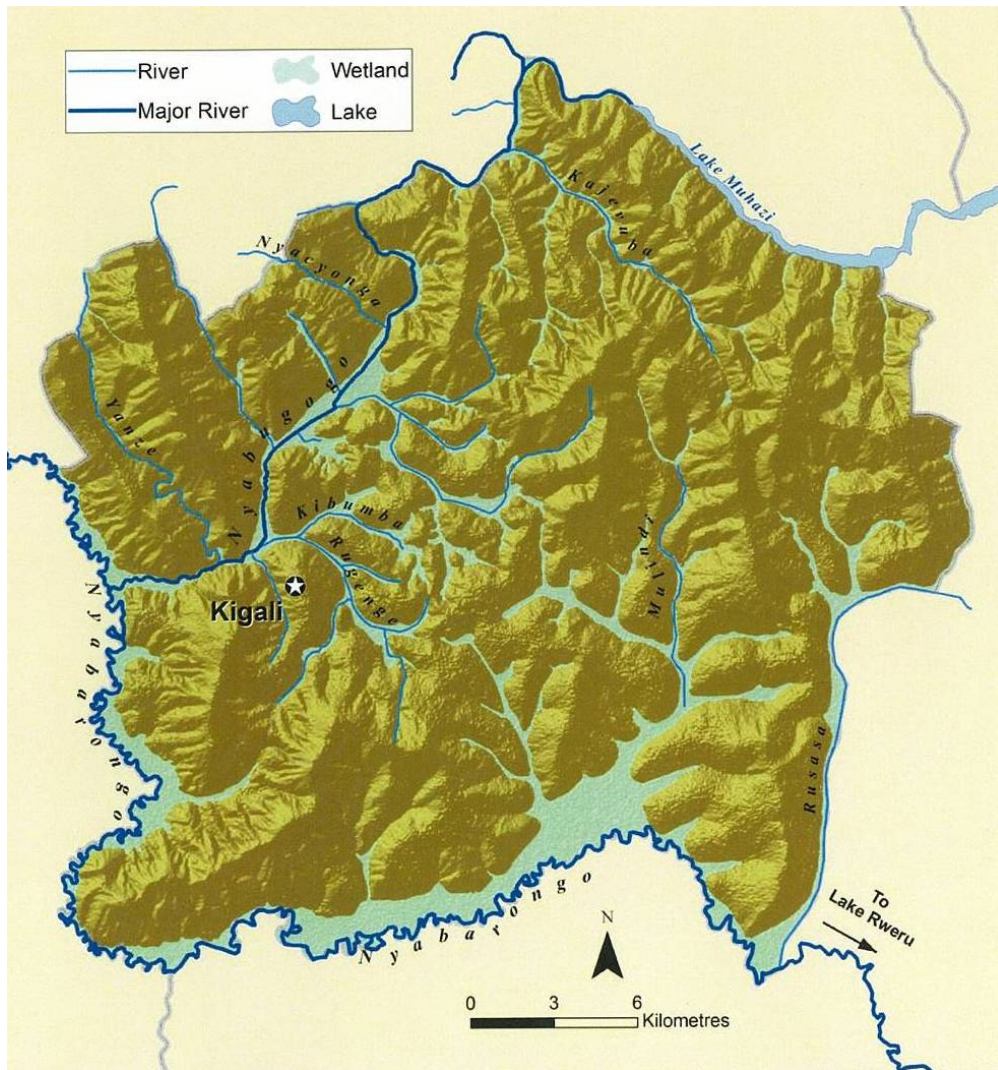 River
Wetland
Major River
Lake
Lake Muhazi
Kajevuba
Nyacyonga
Yanze
Nyabugogo
Kibumba
Rugenge
Kigali
Mulindi
Nyabarongo
Rusasa
Nyabarongo
To
Lake Rweru
N
0 3 6
Kilometres